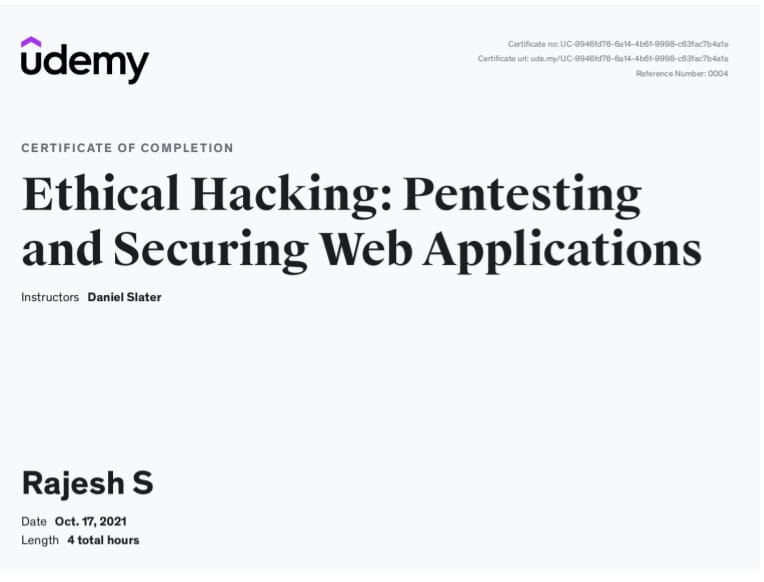 udemy
Certificate no: UC-9946fd76-6a14-4b6f-9998-c63fac7b4a1a
Certificate url: ude.my/UC-9946fd76-6a14-4b6f-9998-c63fac7b4a1a
Reference Number: 0004
CERTIFICATE OF COMPLETION
Ethical Hacking: Pentesting
and Securing Web Applications
Instructors Daniel Slater
Rajesh S
Date Oct. 17, 2021
Length 4 total hours